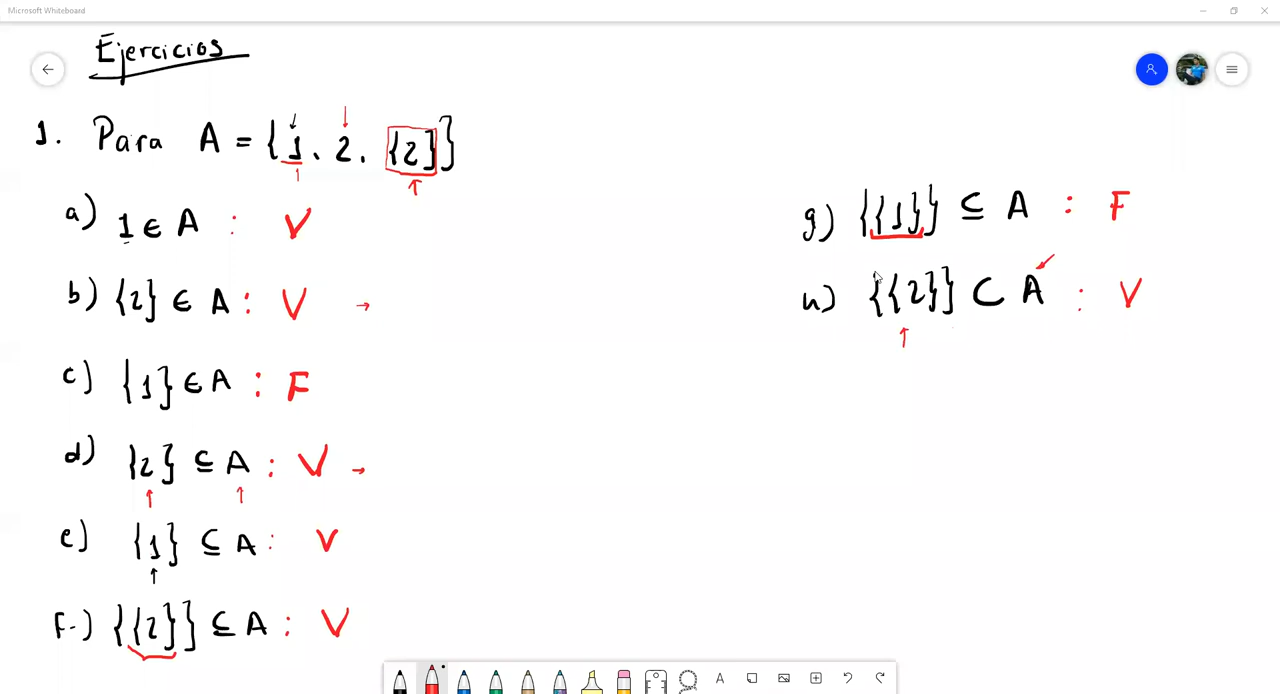 Microsoft Whiteboard
Ejercicios
1. Para A = {1, 2, {2}}
a) 1 ∈ A : V
b) {2} ∈ A : V →
c) {1} ∈ A : F
d) {2} ⊆ A : V →
e) {1} ⊆ A : V
F-) {{2}} ⊆ A : V
g) {{1}} ⊆ A : F
h) {{2}} ⊂ A : V
A